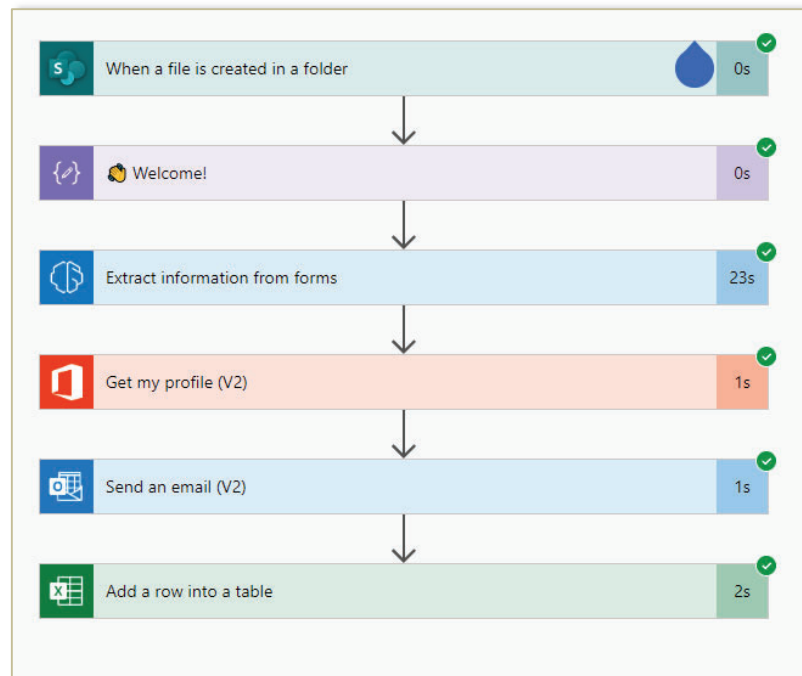 When a file is created in a folder 0s
👏 Welcome! 0s
Extract information from forms 23s
Get my profile (V2) 1s
Send an email (V2) 1s
Add a row into a table 2s